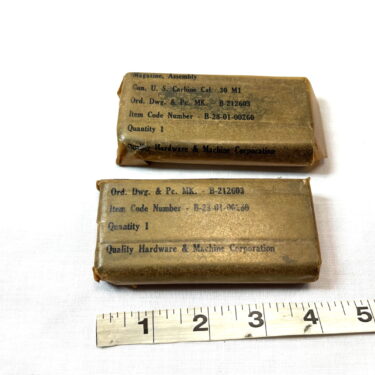 Magazine, Assembly
Gun, U. S. Carbine Cal. .30 M1
Ord. Dwg. & Pc. MK. - B-212603
Item Code Number - B-28-01-00260
Quantity 1
Quality Hardware & Machine Corporation
Ord. Dwg. & Pc. MK. - B-212603
Item Code Number - B-28-01-00260
Quantity 1
Quality Hardware & Machine Corporation
1 2 3 4 5